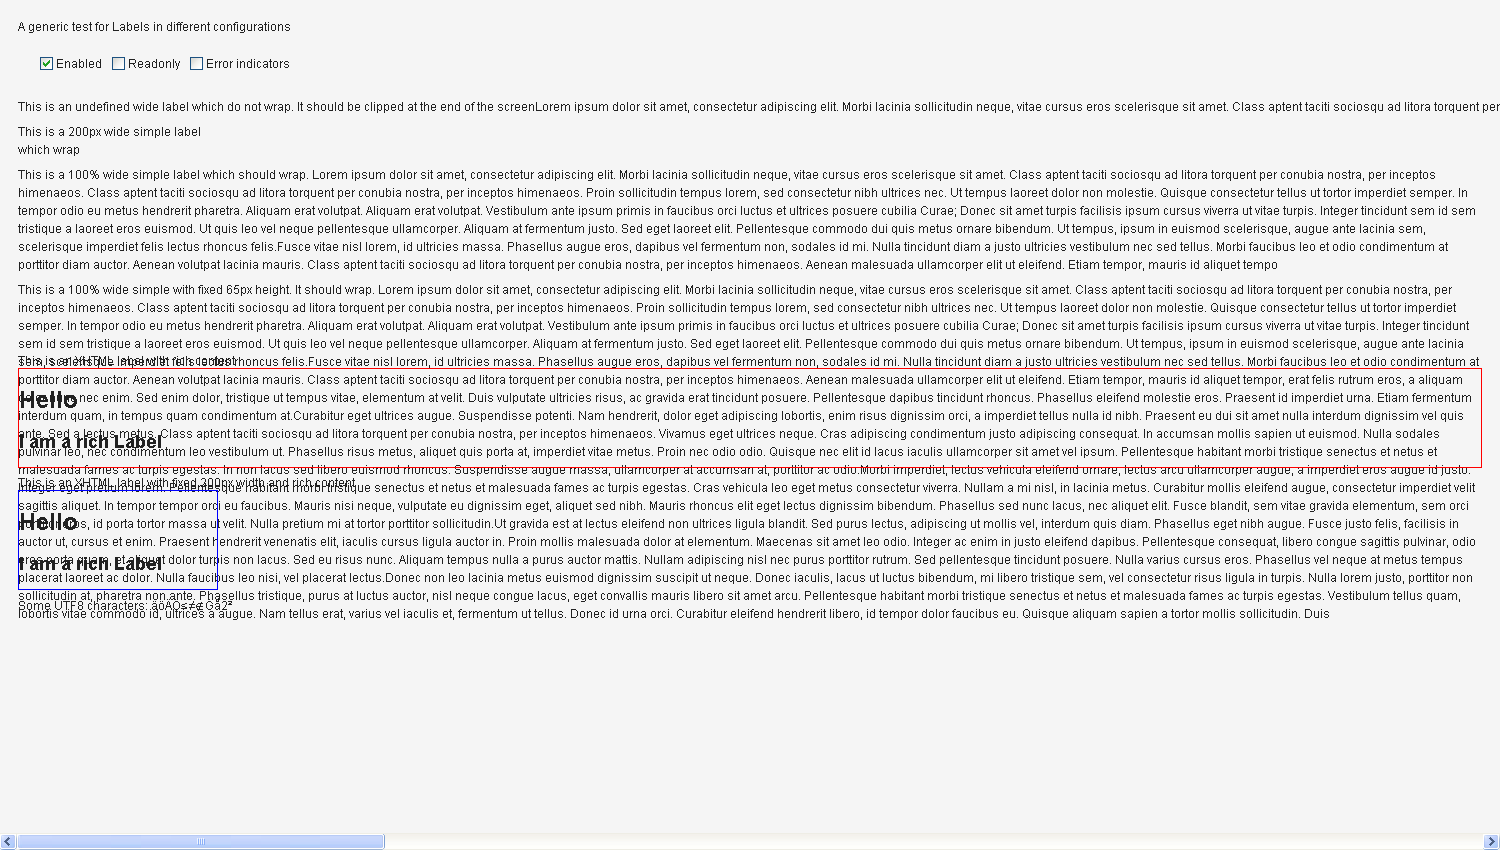 A generic test for Labels in different configurations
Enabled Readonly Error indicators
This is an undefined wide label which do not wrap. It should be clipped at the end of the screenLorem ipsum dolor sit amet, consectetur adipiscing elit. Morbi lacinia sollicitudin neque, vitae cursus eros scelerisque sit amet. Class aptent taciti sociosqu ad litora torquent per
This is a 200px wide simple label
which wrap
This is a 100% wide simple label which should wrap. Lorem ipsum dolor sit amet, consectetur adipiscing elit. Morbi lacinia sollicitudin neque, vitae cursus eros scelerisque sit amet. Class aptent taciti sociosqu ad litora torquent per conubia nostra, per inceptos
himenaeos. Class aptent taciti sociosqu ad litora torquent per conubia nostra, per inceptos himenaeos. Proin sollicitudin tempus lorem, sed consectetur nibh ultrices nec. Ut tempus laoreet dolor non molestie. Quisque consectetur tellus ut tortor imperdiet semper. In
tempor odio eu metus hendrerit pharetra. Aliquam erat volutpat. Aliquam erat volutpat. Vestibulum ante ipsum primis in faucibus orci luctus et ultrices posuere cubilia Curae; Donec sit amet turpis facilisis ipsum cursus viverra ut vitae turpis. Integer tincidunt sem id sem
tristique a laoreet eros euismod. Ut quis leo vel neque pellentesque ullamcorper. Aliquam at fermentum justo. Sed eget laoreet elit. Pellentesque commodo dui quis metus ornare bibendum. Ut tempus, ipsum in euismod scelerisque, augue ante lacinia sem,
scelerisque imperdiet felis lectus rhoncus felis.Fusce vitae nisl lorem, id ultricies massa. Phasellus augue eros, dapibus vel fermentum non, sodales id mi. Nulla tincidunt diam a justo ultricies vestibulum nec sed tellus. Morbi faucibus leo et odio condimentum at
porttitor diam auctor. Aenean volutpat lacinia mauris. Class aptent taciti sociosqu ad litora torquent per conubia nostra, per inceptos himenaeos. Aenean malesuada ullamcorper elit ut eleifend. Etiam tempor, mauris id aliquet tempo
This is a 100% wide simple with fixed 65px height. It should wrap. Lorem ipsum dolor sit amet, consectetur adipiscing elit. Morbi lacinia sollicitudin neque, vitae cursus eros scelerisque sit amet. Class aptent taciti sociosqu ad litora torquent per conubia nostra, per
inceptos himenaeos. Class aptent taciti sociosqu ad litora torquent per conubia nostra, per inceptos himenaeos. Proin sollicitudin tempus lorem, sed consectetur nibh ultrices nec. Ut tempus laoreet dolor non molestie. Quisque consectetur tellus ut tortor imperdiet
semper. In tempor odio eu metus hendrerit pharetra. Aliquam erat volutpat. Aliquam erat volutpat. Vestibulum ante ipsum primis in faucibus orci luctus et ultrices posuere cubilia Curae; Donec sit amet turpis facilisis ipsum cursus viverra ut vitae turpis. Integer tincidunt
sem id sem tristique a laoreet eros euismod. Ut quis leo vel neque pellentesque ullamcorper. Aliquam at fermentum justo. Sed eget laoreet elit. Pellentesque commodo dui quis metus ornare bibendum. Ut tempus, ipsum in euismod scelerisque, augue ante lacinia
This is an XHTML label with rich content
rhoncus felis.Fusce vitae nisl lorem, id ultricies massa. Phasellus augue eros, dapibus vel fermentum non, sodales id mi. Nulla tincidunt diam a justo ultricies vestibulum nec sed tellus. Morbi faucibus leo et odio condimentum at
porttitor diam auctor. Aenean volutpat lacinia mauris. Class aptent taciti sociosqu ad litora torquent per conubia nostra, per inceptos himenaeos. Aenean malesuada ullamcorper elit ut eleifend. Etiam tempor, mauris id aliquet tempor, erat felis rutrum eros, a aliquam
Hello
nec enim. Sed enim dolor, tristique ut tempus vitae, elementum at velit. Duis vulputate ultricies risus, ac gravida erat tincidunt posuere. Pellentesque dapibus tincidunt rhoncus. Phasellus eleifend molestie eros. Praesent id imperdiet urna. Etiam fermentum
interdum quam, in tempus quam condimentum at.Curabitur eget ultrices augue. Suspendisse potenti. Nam hendrerit, dolor eget adipiscing lobortis, enim risus dignissim orci, a imperdiet tellus nulla id nibh. Praesent eu dui sit amet nulla interdum dignissim vel quis
ante. Sed a lectus metus. Class aptent taciti sociosqu ad litora torquent per conubia nostra, per inceptos himenaeos. Vivamus eget ultrices neque. Cras adipiscing condimentum justo adipiscing consequat. In accumsan mollis sapien ut euismod. Nulla sodales
I am a rich Label
pulvinar leo, nec condimentum leo vestibulum ut. Phasellus risus metus, aliquet quis porta at, imperdiet vitae metus. Proin nec odio odio. Quisque nec elit id lacus iaculis ullamcorper sit amet vel ipsum. Pellentesque habitant morbi tristique senectus et netus et
malesuada fames ac turpis egestas. In non lacus sed libero euismod rhoncus. Suspendisse augue massa, ullamcorper at accumsan at, porttitor ac odio.Morbi imperdiet, lectus vehicula eleifend ornare, lectus arcu ullamcorper augue, a imperdiet eros augue id justo.
This is an XHTML label with fixed 200px width and rich content
Integer eget pretium lorem. Pellentesque habitant morbi tristique senectus et netus et malesuada fames ac turpis egestas. Cras vehicula leo eget metus consectetur viverra. Nullam a mi nisl, in lacinia metus. Curabitur mollis eleifend augue, consectetur imperdiet velit
sagittis aliquet. In tempor tempor orci eu faucibus. Mauris nisi neque, vulputate eu dignissim eget, aliquet sed nibh. Mauris rhoncus elit eget lectus dignissim bibendum. Phasellus sed nunc lacus, nec aliquet elit. Fusce blandit, sem vitae gravida elementum, sem orci
Hello
eros, id porta tortor massa ut velit. Nulla pretium mi at tortor porttitor sollicitudin.Ut gravida est at lectus eleifend non ultrices ligula blandit. Sed purus lectus, adipiscing ut mollis vel, interdum quis diam. Phasellus eget nibh augue. Fusce justo felis, facilisis in
auctor ut, cursus et enim. Praesent hendrerit venenatis elit, iaculis cursus ligula auctor in. Proin mollis malesuada dolor at elementum. Maecenas sit amet leo odio. Integer ac enim in justo eleifend dapibus. Pellentesque consequat, libero congue sagittis pulvinar, odio
eros porta quam, et aliquet dolor turpis non lacus. Sed eu risus nunc. Aliquam tempus nulla a purus auctor mattis. Nullam adipiscing nisl nec purus porttitor rutrum. Sed pellentesque tincidunt posuere. Nulla varius cursus eros. Phasellus vel neque at metus tempus
I am a rich Label
placerat laoreet ac dolor. Nulla faucibus leo nisi, vel placerat lectus.Donec non leo lacinia metus euismod dignissim suscipit ut neque. Donec iaculis, lacus ut luctus bibendum, mi libero tristique sem, vel consectetur risus ligula in turpis. Nulla lorem justo, porttitor non
sollicitudin at, pharetra non ante. Phasellus tristique, purus at luctus auctor, nisl neque congue lacus, eget convallis mauris libero sit amet arcu. Pellentesque habitant morbi tristique senectus et netus et malesuada fames ac turpis egestas. Vestibulum tellus quam,
Some UTF8 characters:
lobortis vitae commodo id, ultrices a augue. Nam tellus erat, varius vel iaculis et, fermentum ut tellus. Donec id urna orci. Curabitur eleifend hendrerit libero, id tempor dolor faucibus eu. Quisque aliquam sapien a tortor mollis sollicitudin. Duis